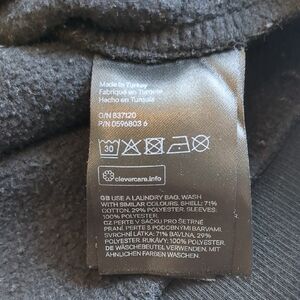 Made in Turkey
Fabriqué en Turquie
Hecho en Turquía
O/N 837120
P/N 0596803 6
30
clevercare.info
GB USE A LAUNDRY BAG. WASH
WITH SIMILAR COLOURS. SHELL: 71%
COTTON, 29% POLYESTER. SLEEVES:
100% POLYESTER.
CZ PERTE V SÁČKU PRO ŠETRNÉ
PRANÍ. PERTE S PODOBNÝMI BARVAMI.
SVRCHNÍ LÁTKA: 71% BAVLNA, 29%
POLYESTER. RUKÁVY: 100% POLYESTER.
DE WÄSCHEBEUTEL VERWENDEN. MIT
ÄHNLICHEN FARBEN WASCHEN.